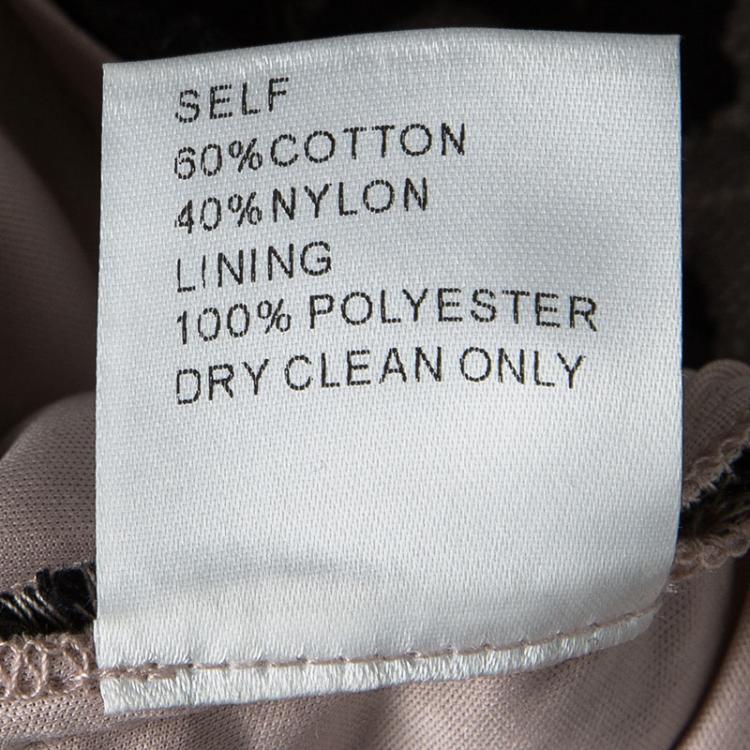 SELF
60%COTTON
40%NYLON
LINING
100% POLYESTER
DRY CLEAN ONLY